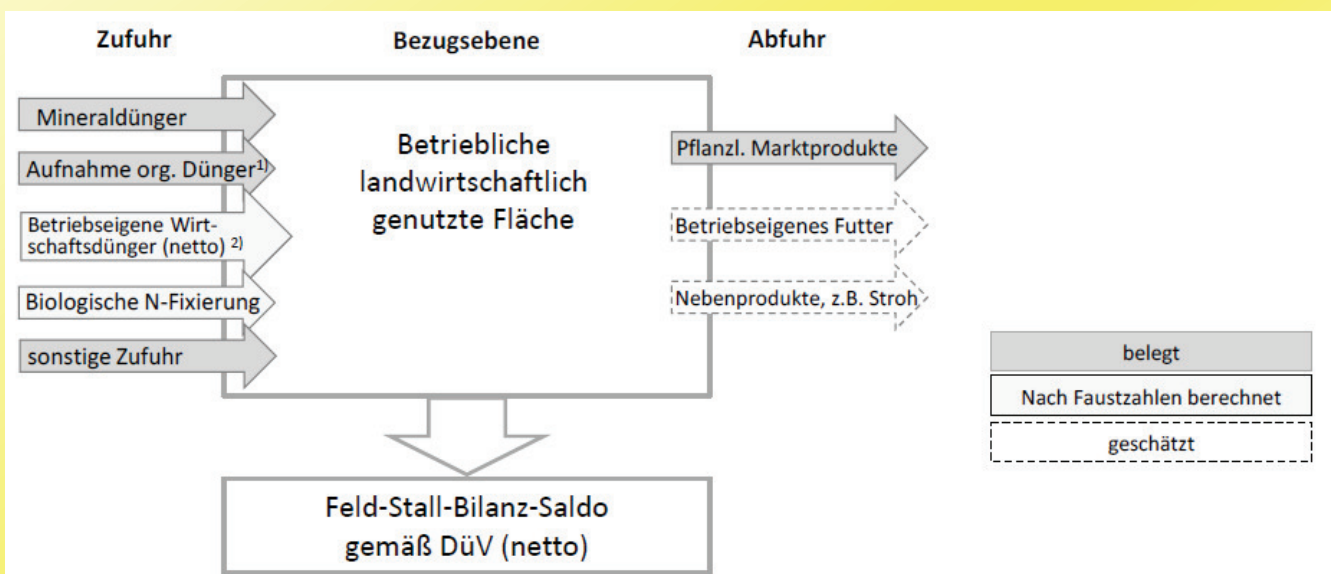 Zufuhr
Bezugsebene
Abfuhr
Mineraldünger
Aufnahme org. Dünger1)
Betriebseigene Wirt-
schaftsdünger (netto) 2)
Biologische N-Fixierung
sonstige Zufuhr
Betriebliche
landwirtschaftlich
genutzte Fläche
Pflanzl. Marktprodukte
Betriebseigenes Futter
Nebenprodukte, z.B. Stroh
belegt
Nach Faustzahlen berechnet
geschätzt
Feld-Stall-Bilanz-Saldo
gemäß DüV (netto)